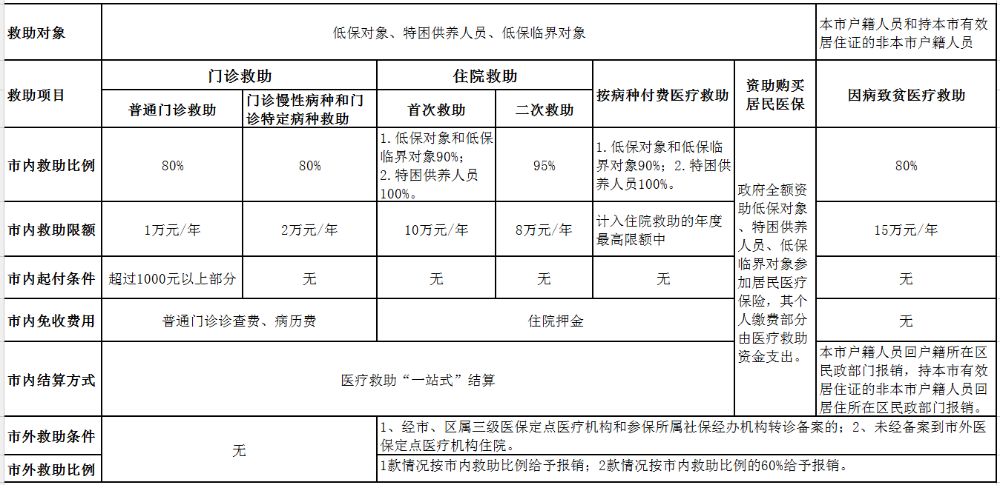 救助对象
低保对象、特困供养人员、低保临界对象
本市户籍人员和持本市有效
居住证的非本市户籍人员
救助项目
门诊救助
住院救助
按病种付费医疗救助
资助购买
居民医保
因病致贫医疗救助
普通门诊救助
门诊慢性病种和门
诊特定病种救助
首次救助
二次救助
市内救助比例
80%
80%
1.低保对象和低保
临界对象90%；
2.特困供养人员
100%。
95%
1.低保对象和低保临
界对象90%；2.特困供
养人员100%。
政府全额资
助低保对象
、特困供养
人员、低保
临界对象参
加居民医疗
保险，其个
人缴费部分
由医疗救助
资金支出。
80%
市内救助限额
1万元/年
2万元/年
10万元/年
8万元/年
计入住院救助的年度
最高限额中
15万元/年
市内起付条件
超过1000元以上部分
无
无
无
无
无
市内免收费用
普通门诊诊查费、病历费
住院押金
无
市内结算方式
医疗救助“一站式”结算
本市户籍人员回户籍所在区
民政部门报销，持本市有效
居住证的非本市户籍人员回
居住所在区民政部门报销。
市外救助条件
无
1、经市、区属三级医保定点医疗机构和参保所属社保经办机构转诊备案的；2、未经备案到市外医
保定点医疗机构住院。
市外救助比例
1款情况按市内救助比例给予报销；2款情况按市内救助比例的60%给予报销。